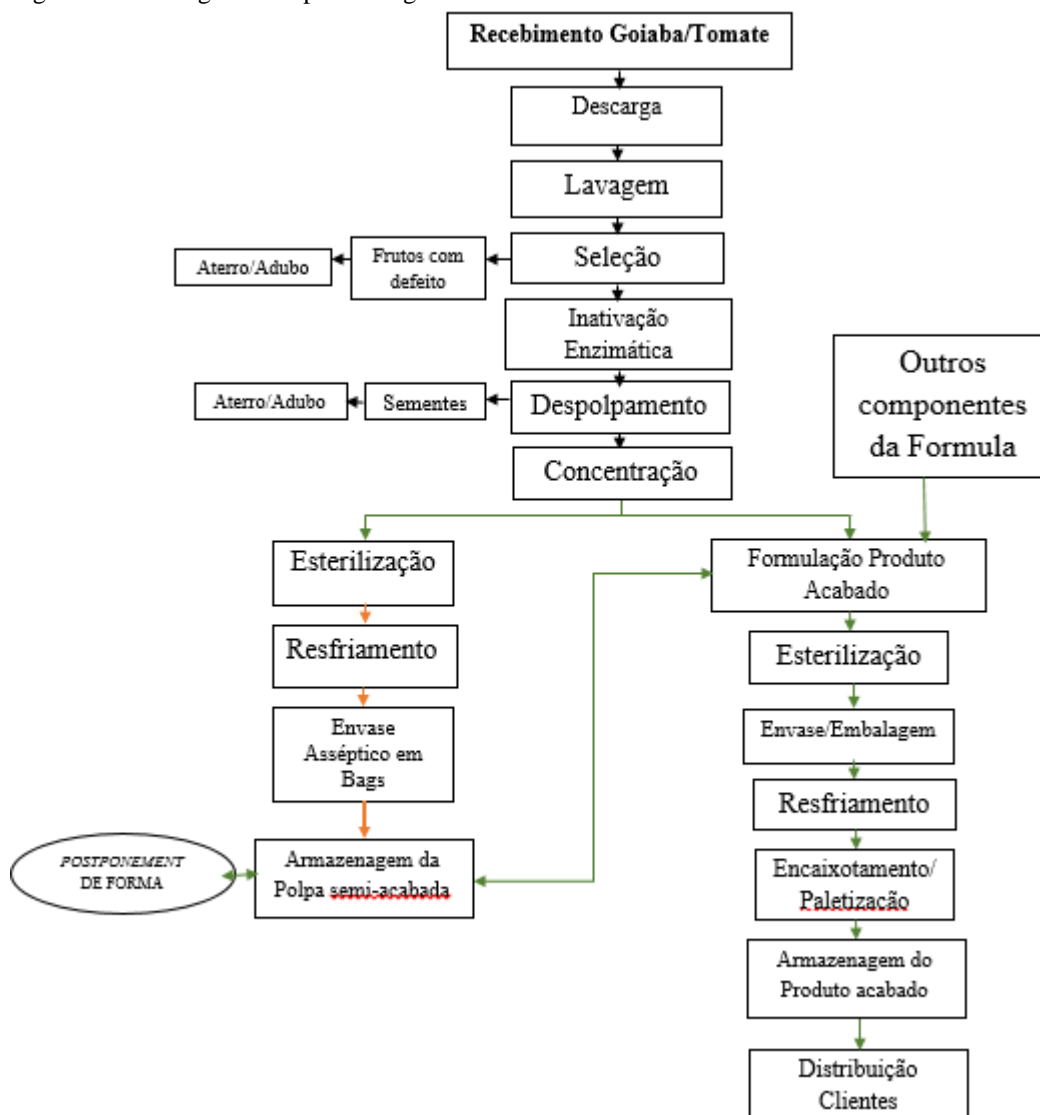 Recebimento Goiaba/Tomate
Descarga
Lavagem
Seleção
Frutos com
defeito
Aterro/Adubo
Inativação
Enzimática
Despolpamento
Sementes
Aterro/Adubo
Concentração
Outros
componentes
da Formula
Esterilização
Resfriamento
Envase
Asséptico em
Bags
Armazenagem da
Polpa semi-acabada
POSTPONEMENT
DE FORMA
Formulação Produto
Acabado
Esterilização
Envase/Embalagem
Resfriamento
Encaixotamento/
Paletização
Armazenagem do
Produto acabado
Distribuição
Clientes